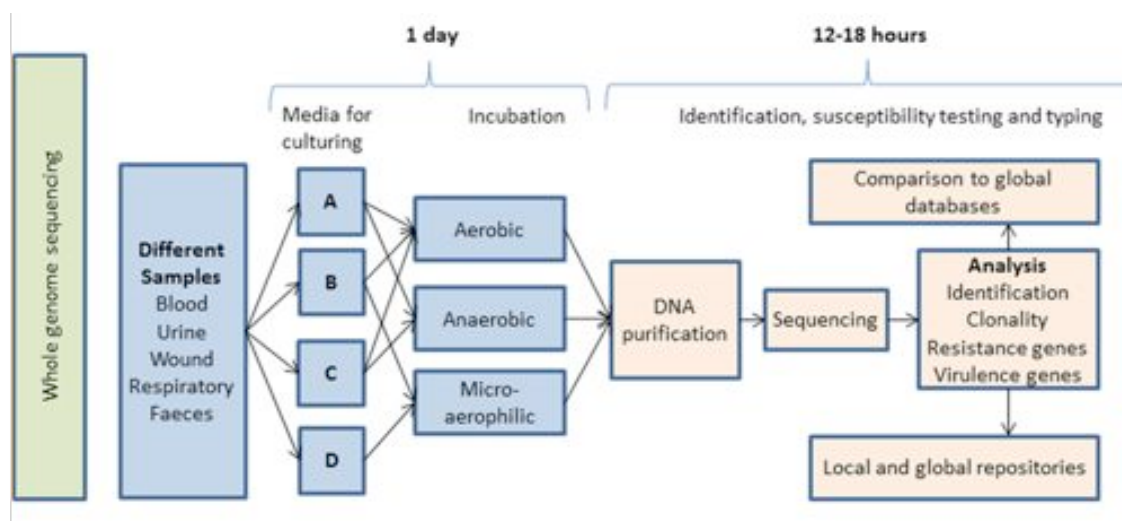 1 day
12-18 hours
Media for
culturing
Incubation
Identification, susceptibility testing and typing
Whole genome sequencing
Different
Samples
Blood
Urine
Wound
Respiratory
Faeces
A
B
C
D
Aerobic
Anaerobic
Micro-
aerophilic
DNA
purification
Sequencing
Comparison to global
databases
Analysis
Identification
Clonality
Resistance genes
Virulence genes
Local and global repositories